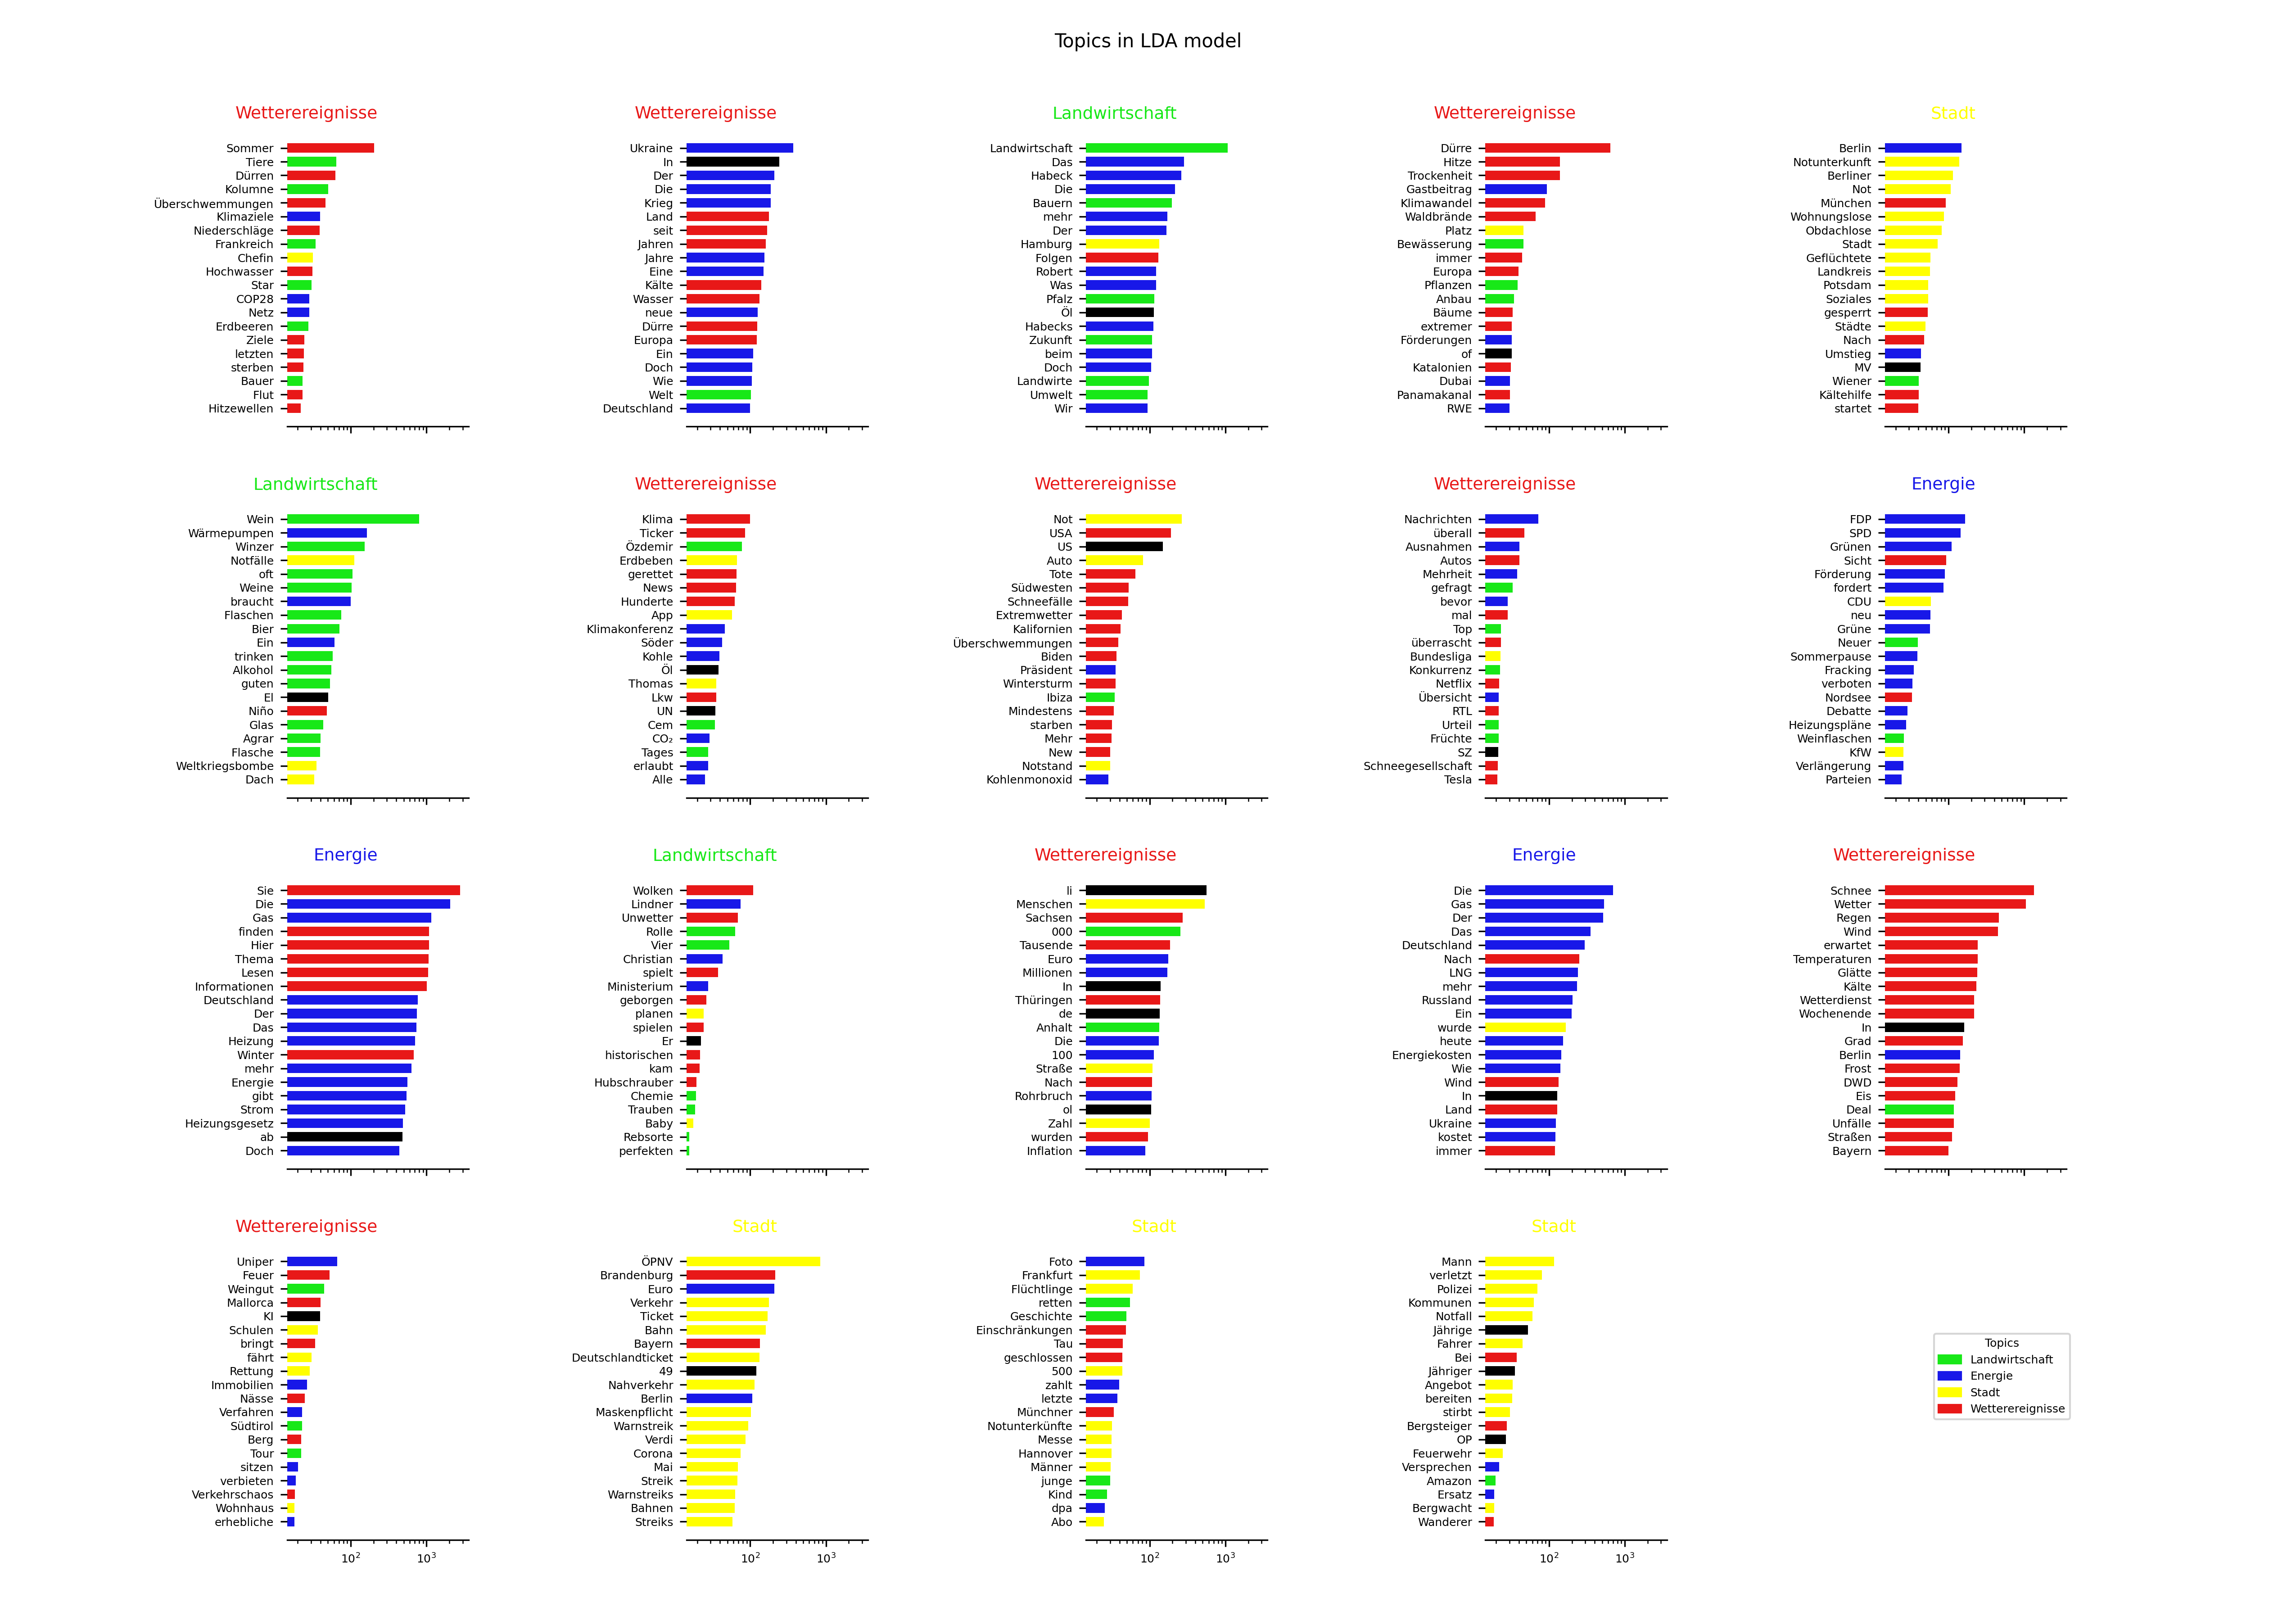 Topics in LDA model
Wetterereignisse
Sommer
Tiere
Dürren
Kolumne
Überschwemmungen
Klimaziele
Niederschläge
Frankreich
Chefin
Hochwasser
Star
COP28
Netz
Erdbeeren
Ziele
letzten
sterben
Bauer
Flut
Hitzewellen
Wetterereignisse
Ukraine
In
Der
Die
Krieg
Land
seit
Jahren
Jahre
Eine
Kälte
Wasser
neue
Dürre
Europa
Ein
Doch
Wie
Welt
Deutschland
Landwirtschaft
Landwirtschaft
Das
Habeck
Die
Bauern
mehr
Der
Hamburg
Folgen
Robert
Was
Pfalz
Öl
Habecks
Zukunft
beim
Doch
Landwirte
Umwelt
Wir
Wetterereignisse
Dürre
Hitze
Trockenheit
Gastbeitrag
Klimawandel
Waldbrände
Platz
Bewässerung
immer
Europa
Pflanzen
Anbau
Bäume
extremer
Förderungen
of
Katalonien
Dubai
Panamakanal
RWE
Stadt
Berlin
Notunterkunft
Berliner
Not
München
Wohnungslose
Obdachlose
Stadt
Geflüchtete
Landkreis
Potsdam
Soziales
gesperrt
Städte
Nach
Umstieg
MV
Wiener
Kältehilfe
startet
Landwirtschaft
Wein
Wärmepumpen
Winzer
Notfälle
oft
Weine
braucht
Flaschen
Bier
Ein
trinken
Alkohol
guten
El
Niño
Glas
Agrar
Flasche
Weltkriegsbombe
Dach
Wetterereignisse
Klima
Ticker
Özdemir
Erdbeben
gerettet
News
Hunderte
App
Klimakonferenz
Söder
Kohle
Öl
Thomas
Lkw
UN
Cem
CO₂
Tages
erlaubt
Alle
Wetterereignisse
Not
USA
US
Auto
Tote
Südwesten
Schneefälle
Extremwetter
Kalifornien
Überschwemmungen
Biden
Präsident
Wintersturm
Ibiza
Mindestens
starben
Mehr
New
Notstand
Kohlenmonoxid
Wetterereignisse
Nachrichten
überall
Ausnahmen
Autos
Mehrheit
gefragt
bevor
mal
Top
überrascht
Bundesliga
Konkurrenz
Netflix
Übersicht
RTL
Urteil
Früchte
SZ
Schneegesellschaft
Tesla
Energie
FDP
SPD
Grünen
Sicht
Förderung
fordert
CDU
neu
Grüne
Neuer
Sommerpause
Fracking
verboten
Nordsee
Debatte
Heizungspläne
Weinflaschen
KfW
Verlängerung
Parteien
Energie
Sie
Die
Gas
finden
Hier
Thema
Lesen
Informationen
Deutschland
Der
Das
Heizung
Winter
mehr
Energie
gibt
Strom
Heizungsgesetz
ab
Doch
Landwirtschaft
Wolken
Lindner
Unwetter
Rolle
Vier
Christian
spielt
Ministerium
geborgen
planen
spielen
Er
historischen
kam
Hubschrauber
Chemie
Trauben
Baby
Rebsorte
perfekten
Wetterereignisse
li
Menschen
Sachsen
000
Tausende
Euro
Millionen
In
Thüringen
de
Anhalt
Die
100
Straße
Nach
Rohrbruch
ol
Zahl
wurden
Inflation
Energie
Die
Gas
Der
Das
Deutschland
Nach
LNG
mehr
Russland
Ein
wurde
heute
Energiekosten
Wie
Wind
In
Land
Ukraine
kostet
immer
Wetterereignisse
Schnee
Wetter
Regen
Wind
erwartet
Temperaturen
Glätte
Kälte
Wetterdienst
Wochenende
In
Grad
Berlin
Frost
DWD
Eis
Deal
Unfälle
Straßen
Bayern
Wetterereignisse
Uniper
Feuer
Weingut
Mallorca
KI
Schulen
bringt
fährt
Rettung
Immobilien
Nässe
Verfahren
Südtirol
Berg
Tour
sitzen
verbieten
Verkehrschaos
Wohnhaus
erhebliche
10² 10³
Stadt
ÖPNV
Brandenburg
Euro
Verkehr
Ticket
Bahn
Bayern
Deutschlandticket
49
Nahverkehr
Berlin
Maskenpflicht
Warnstreik
Verdi
Corona
Mai
Streik
Warnstreiks
Bahnen
Streiks
10² 10³
Stadt
Foto
Frankfurt
Flüchtlinge
retten
Geschichte
Einschränkungen
Tau
geschlossen
500
zahlt
letzte
Münchner
Notunterkünfte
Messe
Hannover
Männer
junge
Kind
dpa
Abo
10² 10³
Stadt
Mann
verletzt
Polizei
Kommunen
Notfall
Jährige
Fahrer
Bei
Jähriger
Angebot
bereiten
stirbt
Bergsteiger
OP
Feuerwehr
Versprechen
Amazon
Ersatz
Bergwacht
Wanderer
10² 10³
Topics
Landwirtschaft
Energie
Stadt
Wetterereignisse